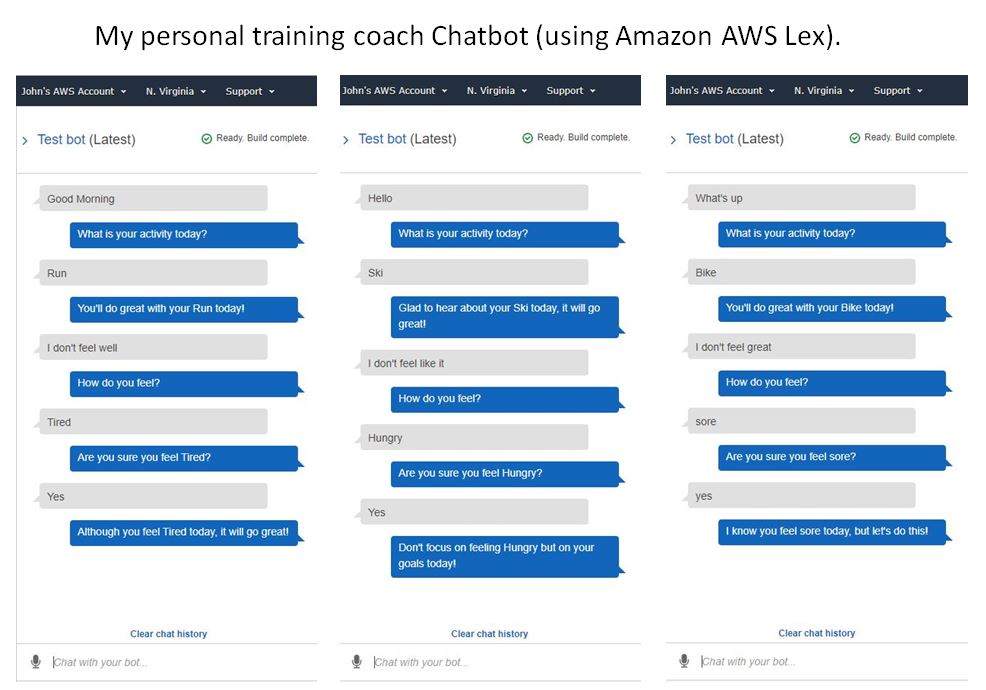 My personal training coach Chatbot (using Amazon AWS Lex).
John's AWS Account
N. Virginia
Support
Test bot (Latest)
Ready. Build complete.
Good Morning
What is your activity today?
Run
You'll do great with your Run today!
I don't feel well
How do you feel?
Tired
Are you sure you feel Tired?
Yes
Although you feel Tired today, it will go great!
Clear chat history
Chat with your bot...
John's AWS Account
N. Virginia
Support
Test bot (Latest)
Ready. Build complete.
Hello
What is your activity today?
Ski
Glad to hear about your Ski today, it will go
great!
I don't feel like it
How do you feel?
Hungry
Are you sure you feel Hungry?
Yes
Don't focus on feeling Hungry but on your
goals today!
Clear chat history
Chat with your bot...
John's AWS Account
N. Virginia
Support
Test bot (Latest)
Ready. Build complete.
What's up
What is your activity today?
Bike
You'll do great with your Bike today!
I don't feel great
How do you feel?
sore
Are you sure you feel sore?
yes
I know you feel sore today, but let's do this!
Clear chat history
Chat with your bot...